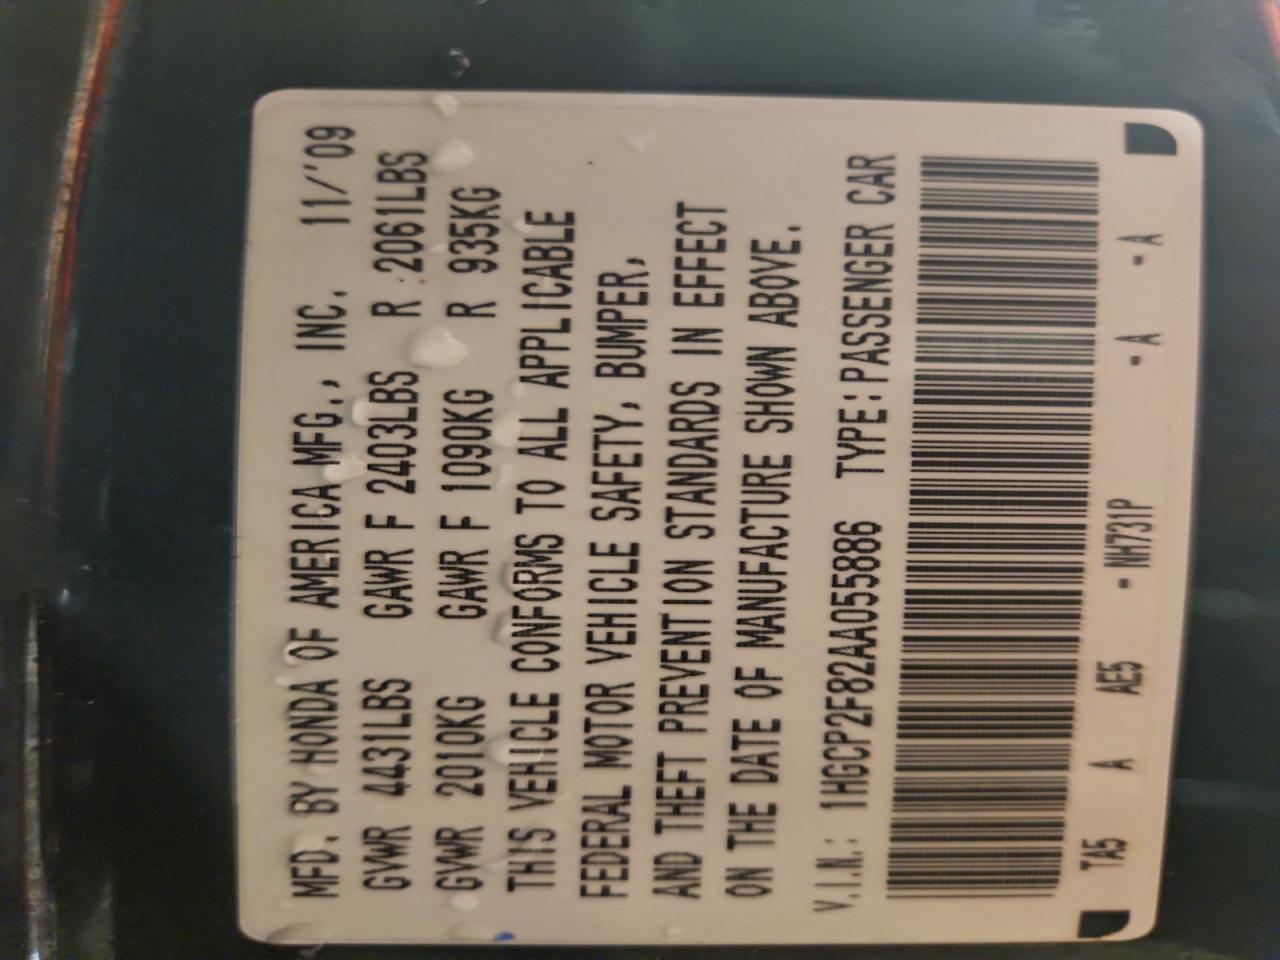 MFD. BY HONDA OF AMERICA MFG., INC. 11/'09
GVWR 4431LBS GAWR F 2403LBS R 2061LBS
GVWR 2010KG GAWR F 1090KG R 935KG
THIS VEHICLE CONFORMS TO ALL APPLICABLE
FEDERAL MOTOR VEHICLE SAFETY, BUMPER,
AND THEFT PREVENTION STANDARDS IN EFFECT
ON THE DATE OF MANUFACTURE SHOWN ABOVE.
V.I.N.: 1HGCP2F82AA055886 TYPE:PASSENGER CAR
TA5 A AE5 - NH731P - A - A